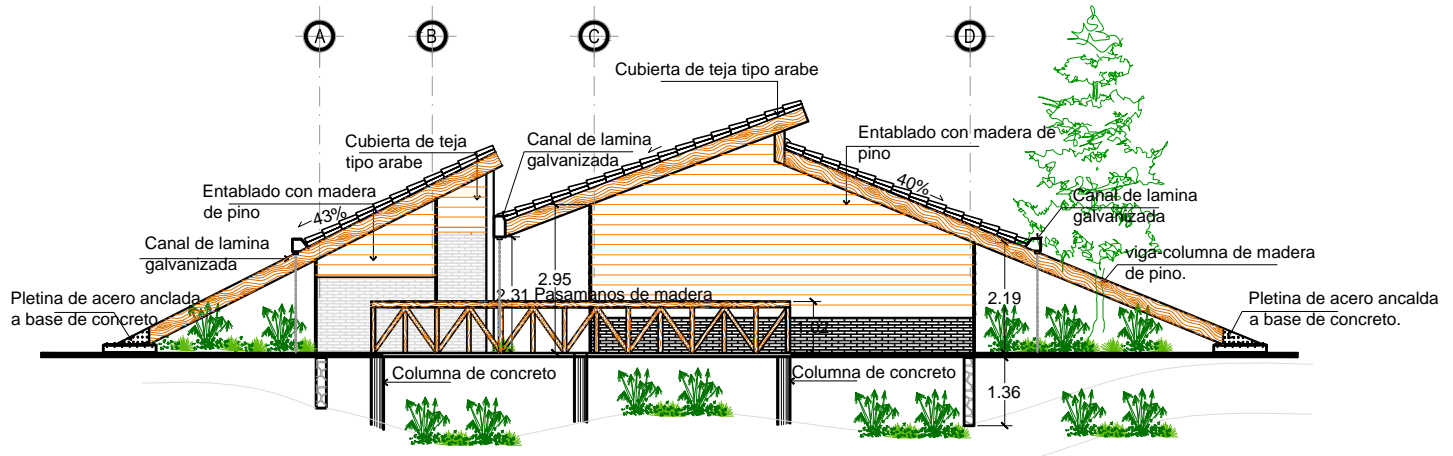 A
B
C
D
Cubierta de teja tipo arabe
Cubierta de teja
tipo arabe
Canal de lamina
galvanizada
Entablado con madera de
pino
Entablado con madera
de pino
43%
40%
Canal de lamina
galvanizada
Canal de lamina
galvanizada
viga-columna de madera
de pino.
Pletina de acero anclada
a base de concreto
Pletina de acero ancalda
a base de concreto.
2.95
2.31
Pasamanos de madera
1.02
2.19
Columna de concreto
Columna de concreto
1.36